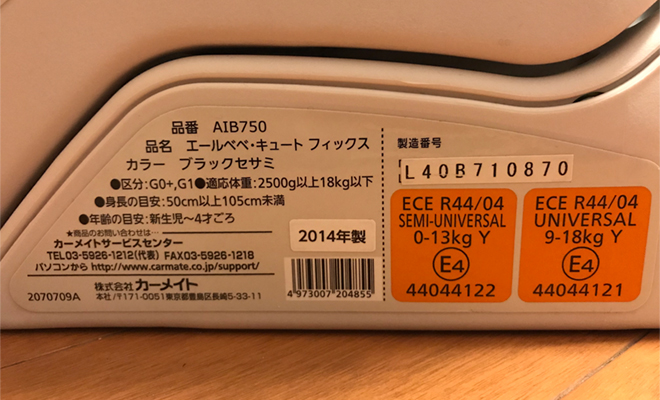 品番 AIB750
品名 エールベベ・キュート フィックス
カラー ブラックセサミ
●区分:G0+,G1●適応体重:2500g以上18kg以下
●身長の目安:50cm以上105cm未満
●年齢の目安:新生児〜4才ごろ
★商品のお問い合わせは
カーメイトサービスセンター
TEL03-5926-1212(代表) FAX03-5926-1218
パソコンから http://www.carmate.co.jp/support/
2070709A
株式会社 カーメイト
本社/〒171-0051東京都豊島区長崎5-33-11
2014年製
4973007204855
製造番号
L40B710870
ECE R44/04
SEMI-UNIVERSAL
0-13kg Y
E4
44044122
ECE R44/04
UNIVERSAL
9-18kg Y
E4
44044121